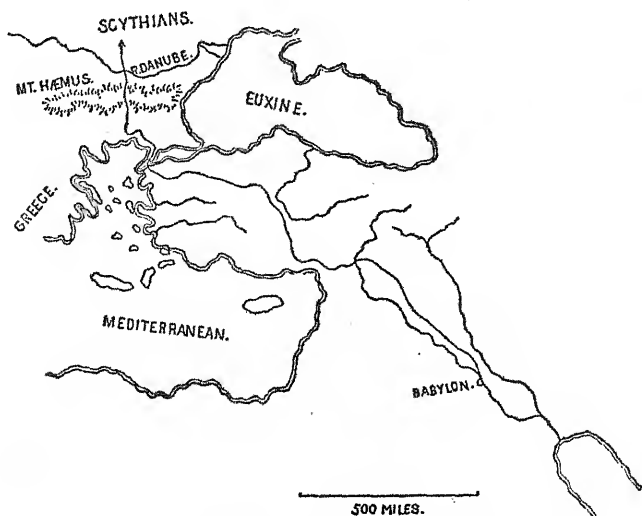 SCYTHIANS.
R.DANUBE.
MT. HÆMUS.
EUXINE.
GREECE.
MEDITERRANEAN.
BABYLON.
500 MILES.